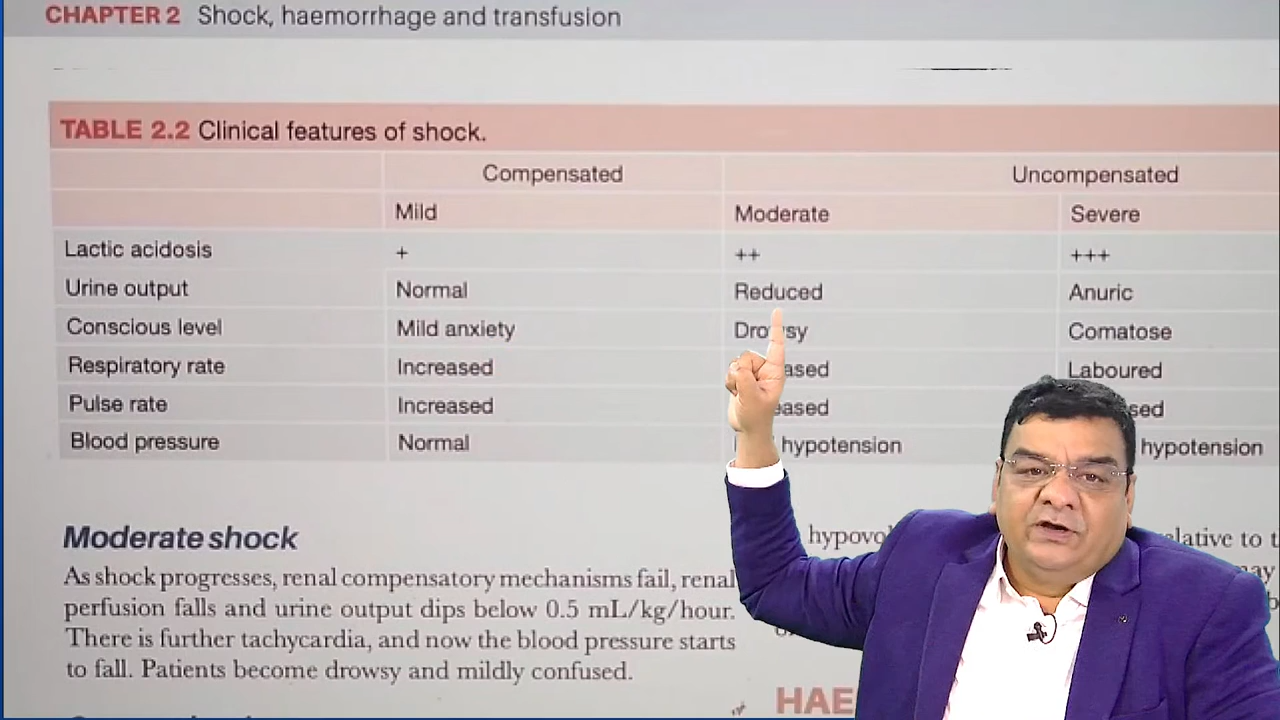 CHAPTER 2 Shock, haemorrhage and transfusion
TABLE 2.2 Clinical features of shock.
Compensated Uncompensated
Mild Moderate Severe
Lactic acidosis + ++ +++
Urine output Normal Reduced Anuric
Conscious level Mild anxiety Drowsy Comatose
Respiratory rate Increased Laboured
Pulse rate Increased
Blood pressure Normal hypotension hypotension
Moderate shock
As shock progresses, renal compensatory mechanisms fail, renal
perfusion falls and urine output dips below 0.5 mL/kg/hour.
There is further tachycardia, and now the blood pressure starts
to fall. Patients become drowsy and mildly confused.